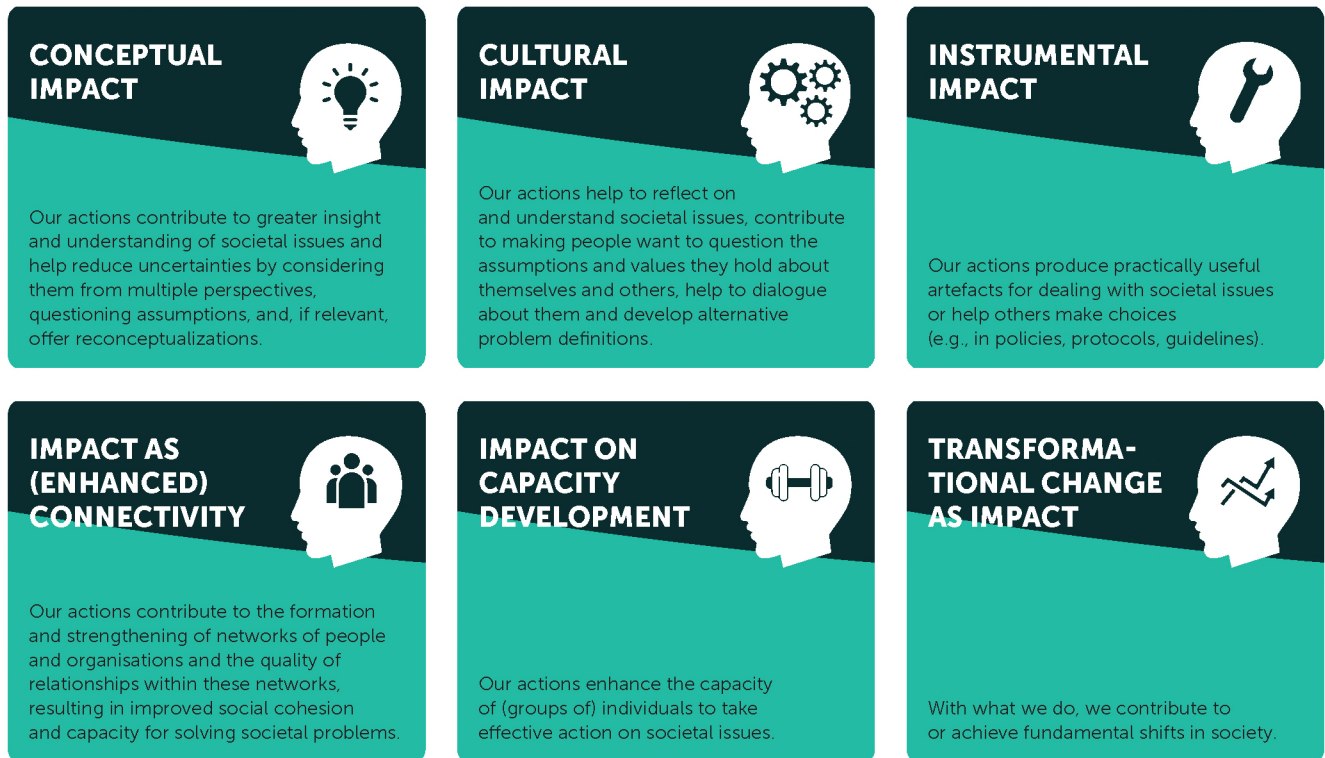 CONCEPTUAL
IMPACT
Our actions contribute to greater insight
and understanding of societal issues and
help reduce uncertainties by considering
them from multiple perspectives,
questioning assumptions, and, if relevant,
offer reconceptualizations.
CULTURAL
IMPACT
Our actions help to reflect on
and understand societal issues, contribute
to making people want to question the
assumptions and values they hold about
themselves and others, help to dialogue
about them and develop alternative
problem definitions.
INSTRUMENTAL
IMPACT
Our actions produce practically useful
artefacts for dealing with societal issues
or help others make choices
(e.g., in policies, protocols, guidelines).
IMPACT AS
(ENHANCED)
CONNECTIVITY
Our actions contribute to the formation
and strengthening of networks of people
and organisations and the quality of
relationships within these networks,
resulting in improved social cohesion
and capacity for solving societal problems.
IMPACT ON
CAPACITY
DEVELOPMENT
Our actions enhance the capacity
of (groups of) individuals to take
effective action on societal issues.
TRANSFORMA-
TIONAL CHANGE
AS IMPACT
With what we do, we contribute to
or achieve fundamental shifts in society.